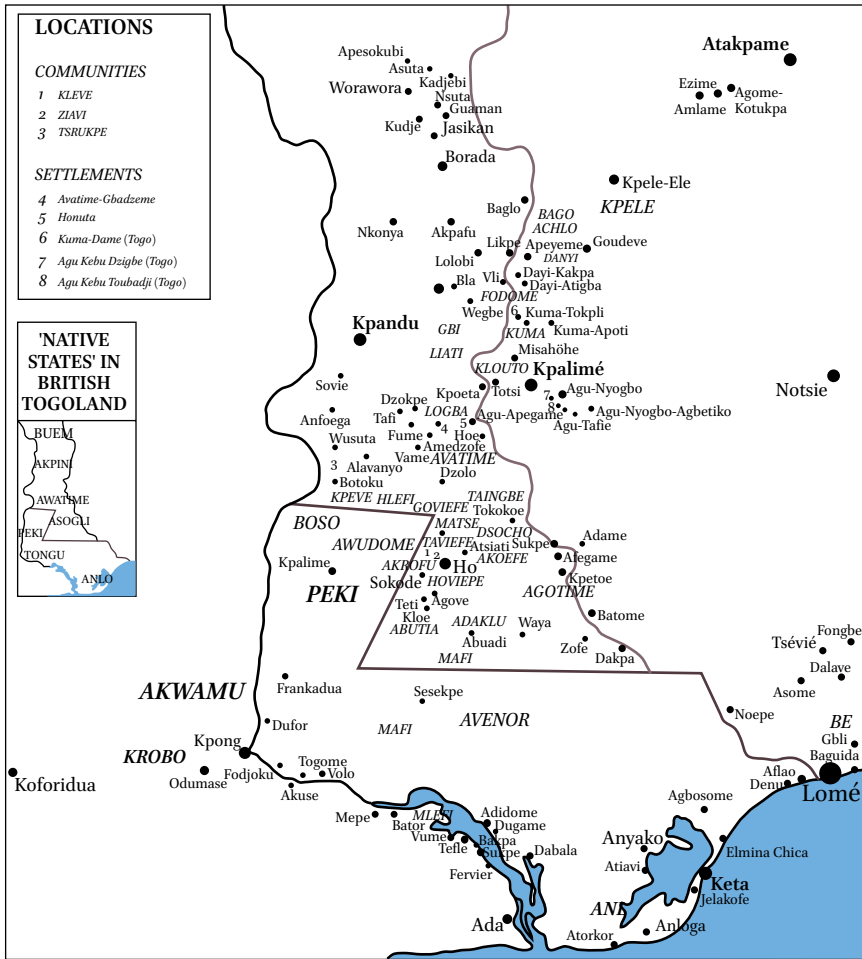 LOCATIONS
COMMUNITIES
1 KLEVE
2 ZIAVI
3 TSRUKPE
SETTLEMENTS
4 Avatime-Gbadzeme
5 Honuta
6 Kuma-Dame (Togo)
7 Agu Kebu Dzigbe (Togo)
8 Agu Kebu Toubadji (Togo)
'NATIVE
STATES' IN
BRITISH
TOGOLAND
BUEM
AKPINI
AWATIME
ASOGLI
PEKI
TONGU
ANLO
Apesokubi
Asuta
Kadjebi
Worawora
Nsuta
Guaman
Kudje
Jasikan
Borada
Atakpame
Ezime
Amlame
Agome-
Kotukpa
Kpele-Ele
KPELE
Baglo
BAGO
ACHLO
Nkonya
Akpafu
Likpe
Apeyeme
Goudeve
Lolobi
DANYI
Dayi-Kakpa
Bla
Vli
Dayi-Atigba
FODOME
Wegbe
6
Kuma-Tokpli
GBI
KUMA
Kuma-Apoti
Kpandu
LIATI
Misahöhe
KLOUTO
Kpalimé
Sovie
Kpoeta
Totsi
Agu-Nyogbo
Notsie
Dzokpe
7
Anfoega
Tafi
LOGBA
8
Agu-Nyogbo-Agbetiko
Agu-Apegame
5
4
Agu-Tafie
Wusuta
Fume
Hoe
Amedzofe
Vame
AVATIME
3
Alavanyo
Botoku
Dzolo
KPEVE
HLEFI
TAINGBE
GOVIEFE
Tokokoe
BOSO
MATSE
DSOCHO
AWUDOME
TAVIEFE
Atsiati
Sukpe
Adame
1
2
AKOEFE
Afegame
Kpalime
AKROFU
Ho
Kpetoe
Sokode
HOVIEPE
PEKI
AGOTIME
Teti
Agove
Kloe
Batome
ABUTIA
ADAKLU
Waya
Abuadi
Zofe
Fongbe
Tsévié
MAFI
Dakpa
Dalave
Asome
AKWAMU
Frankadua
Sesekpe
AVENOR
Noepe
Dufor
MAFI
BE
Kpong
Gbli
KROBO
Baguida
Koforidua
Odumase
Fodjoku
Togome
Volo
Aflao
Akuse
Denu
Lomé
Mepe
Bator
MLEFI
Agbosome
Adidome
Dugame
Vume
Bakpa
Anyako
Tefle
Sukpe
Dabala
Elmina Chica
Fervier
Atiavi
Keta
Jelakofe
Ada
Anloga
Atorkor